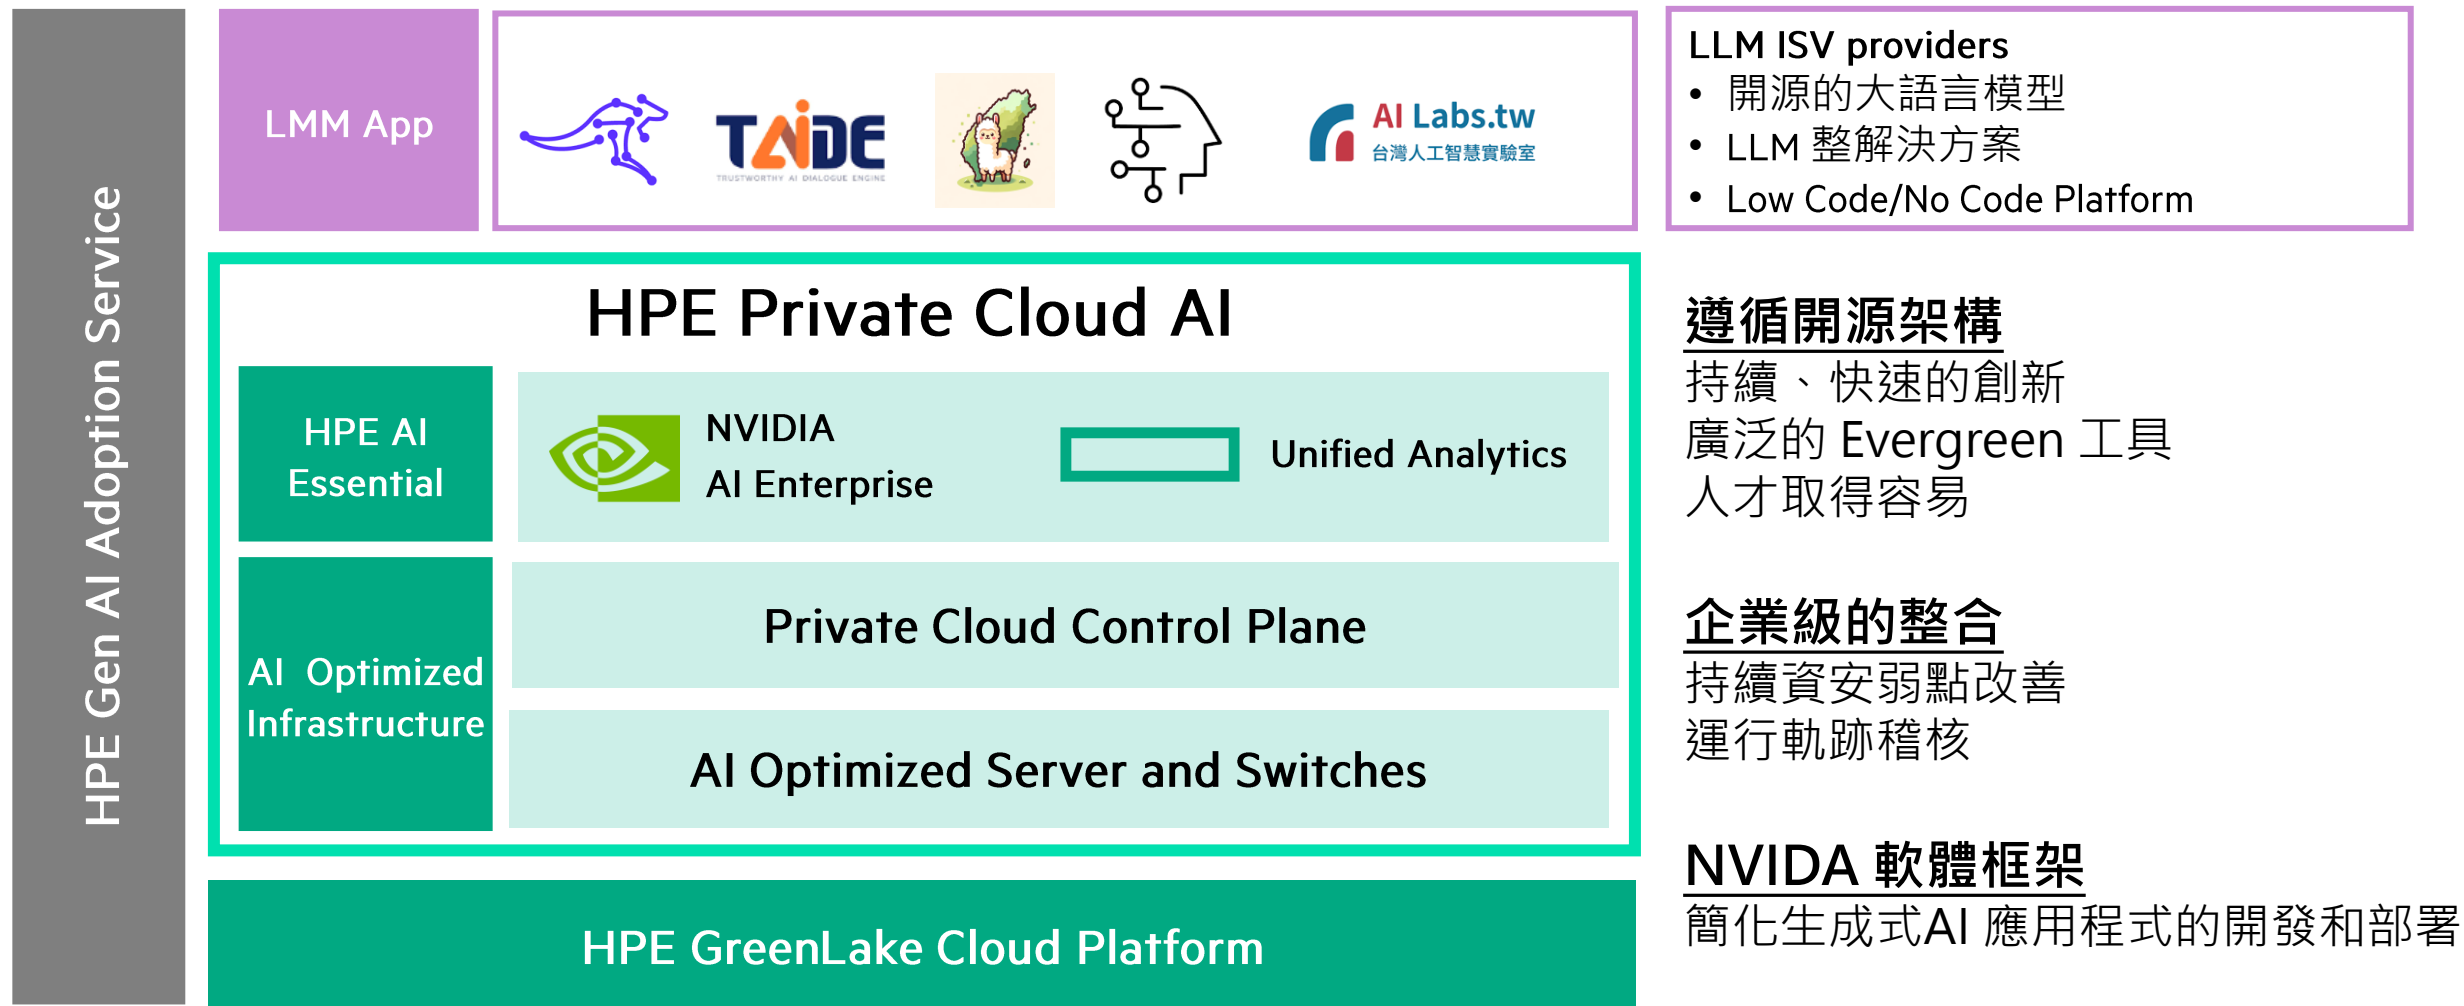 HPE Gen AI Adoption Service
LMM App
TAIDE
TRUSTWORTHY AI DIALOGUE ENGINE
AI Labs.tw
台灣人工智慧實驗室
LLM ISV providers
• 開源的大語言模型
• LLM 整解決方案
• Low Code/No Code Platform
HPE Private Cloud AI
HPE AI
Essential
NVIDIA
AI Enterprise
Unified Analytics
AI Optimized
Infrastructure
Private Cloud Control Plane
AI Optimized Server and Switches
HPE GreenLake Cloud Platform
遵循開源架構
持續、快速的創新
廣泛的 Evergreen 工具
人才取得容易
企業級的整合
持續資安弱點改善
運行軌跡稽核
NVIDA 軟體框架
簡化生成式AI 應用程式的開發和部署